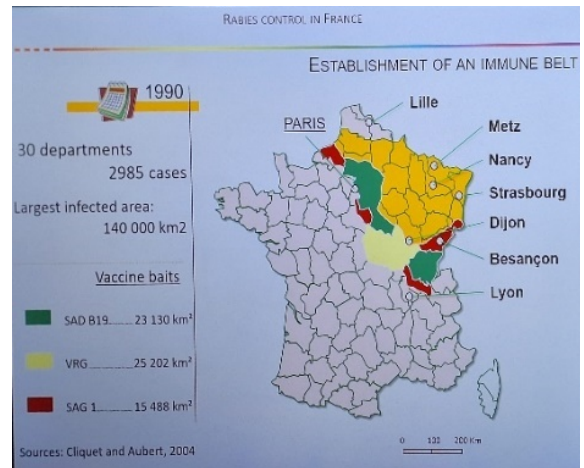 RABIES CONTROL IN FRANCE
ESTABLISHMENT OF AN IMMUNE BELT
1990
30 departments
2985 cases
Largest infected area:
140 000 km2
Vaccine baits
SAD B19........ 23 130 km²
VRG........... 25 202 km²
SAG 1......... 15 488 km²
Sources: Cliquet and Aubert, 2004
Lille
PARIS
Metz
Nancy
Strasbourg
Dijon
Besançon
Lyon
0 100 200 Km